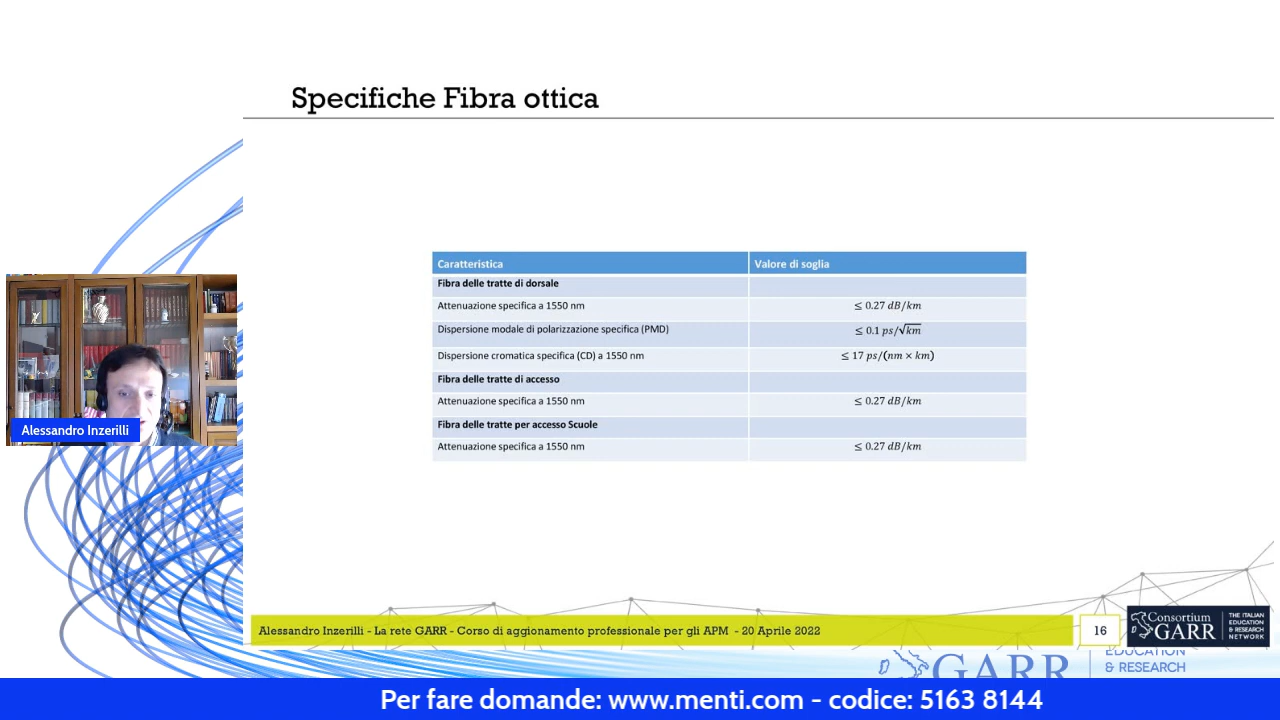 Specifiche Fibra ottica
Caratteristica Valore di soglia
Fibra delle tratte di dorsale
Attenuazione specifica a 1550 nm ≤ 0.27 dB/km
Dispersione modale di polarizzazione specifica (PMD) ≤ 0.1 ps/√km
Dispersione cromatica specifica (CD) a 1550 nm ≤ 17 ps/(nm × km)
Fibra delle tratte di accesso
Attenuazione specifica a 1550 nm ≤ 0.27 dB/km
Fibra delle tratte per accesso Scuole
Attenuazione specifica a 1550 nm ≤ 0.27 dB/km
Alessandro Inzerilli
Alessandro Inzerilli - La rete GARR - Corso di aggionamento professionale per gli APM - 20 Aprile 2022
16
Consortium
GARR
THE ITALIAN
EDUCATION
& RESEARCH
NETWORK
GARR
EDUCATION
& RESEARCH
Per fare domande: www.menti.com - codice: 5163 8144